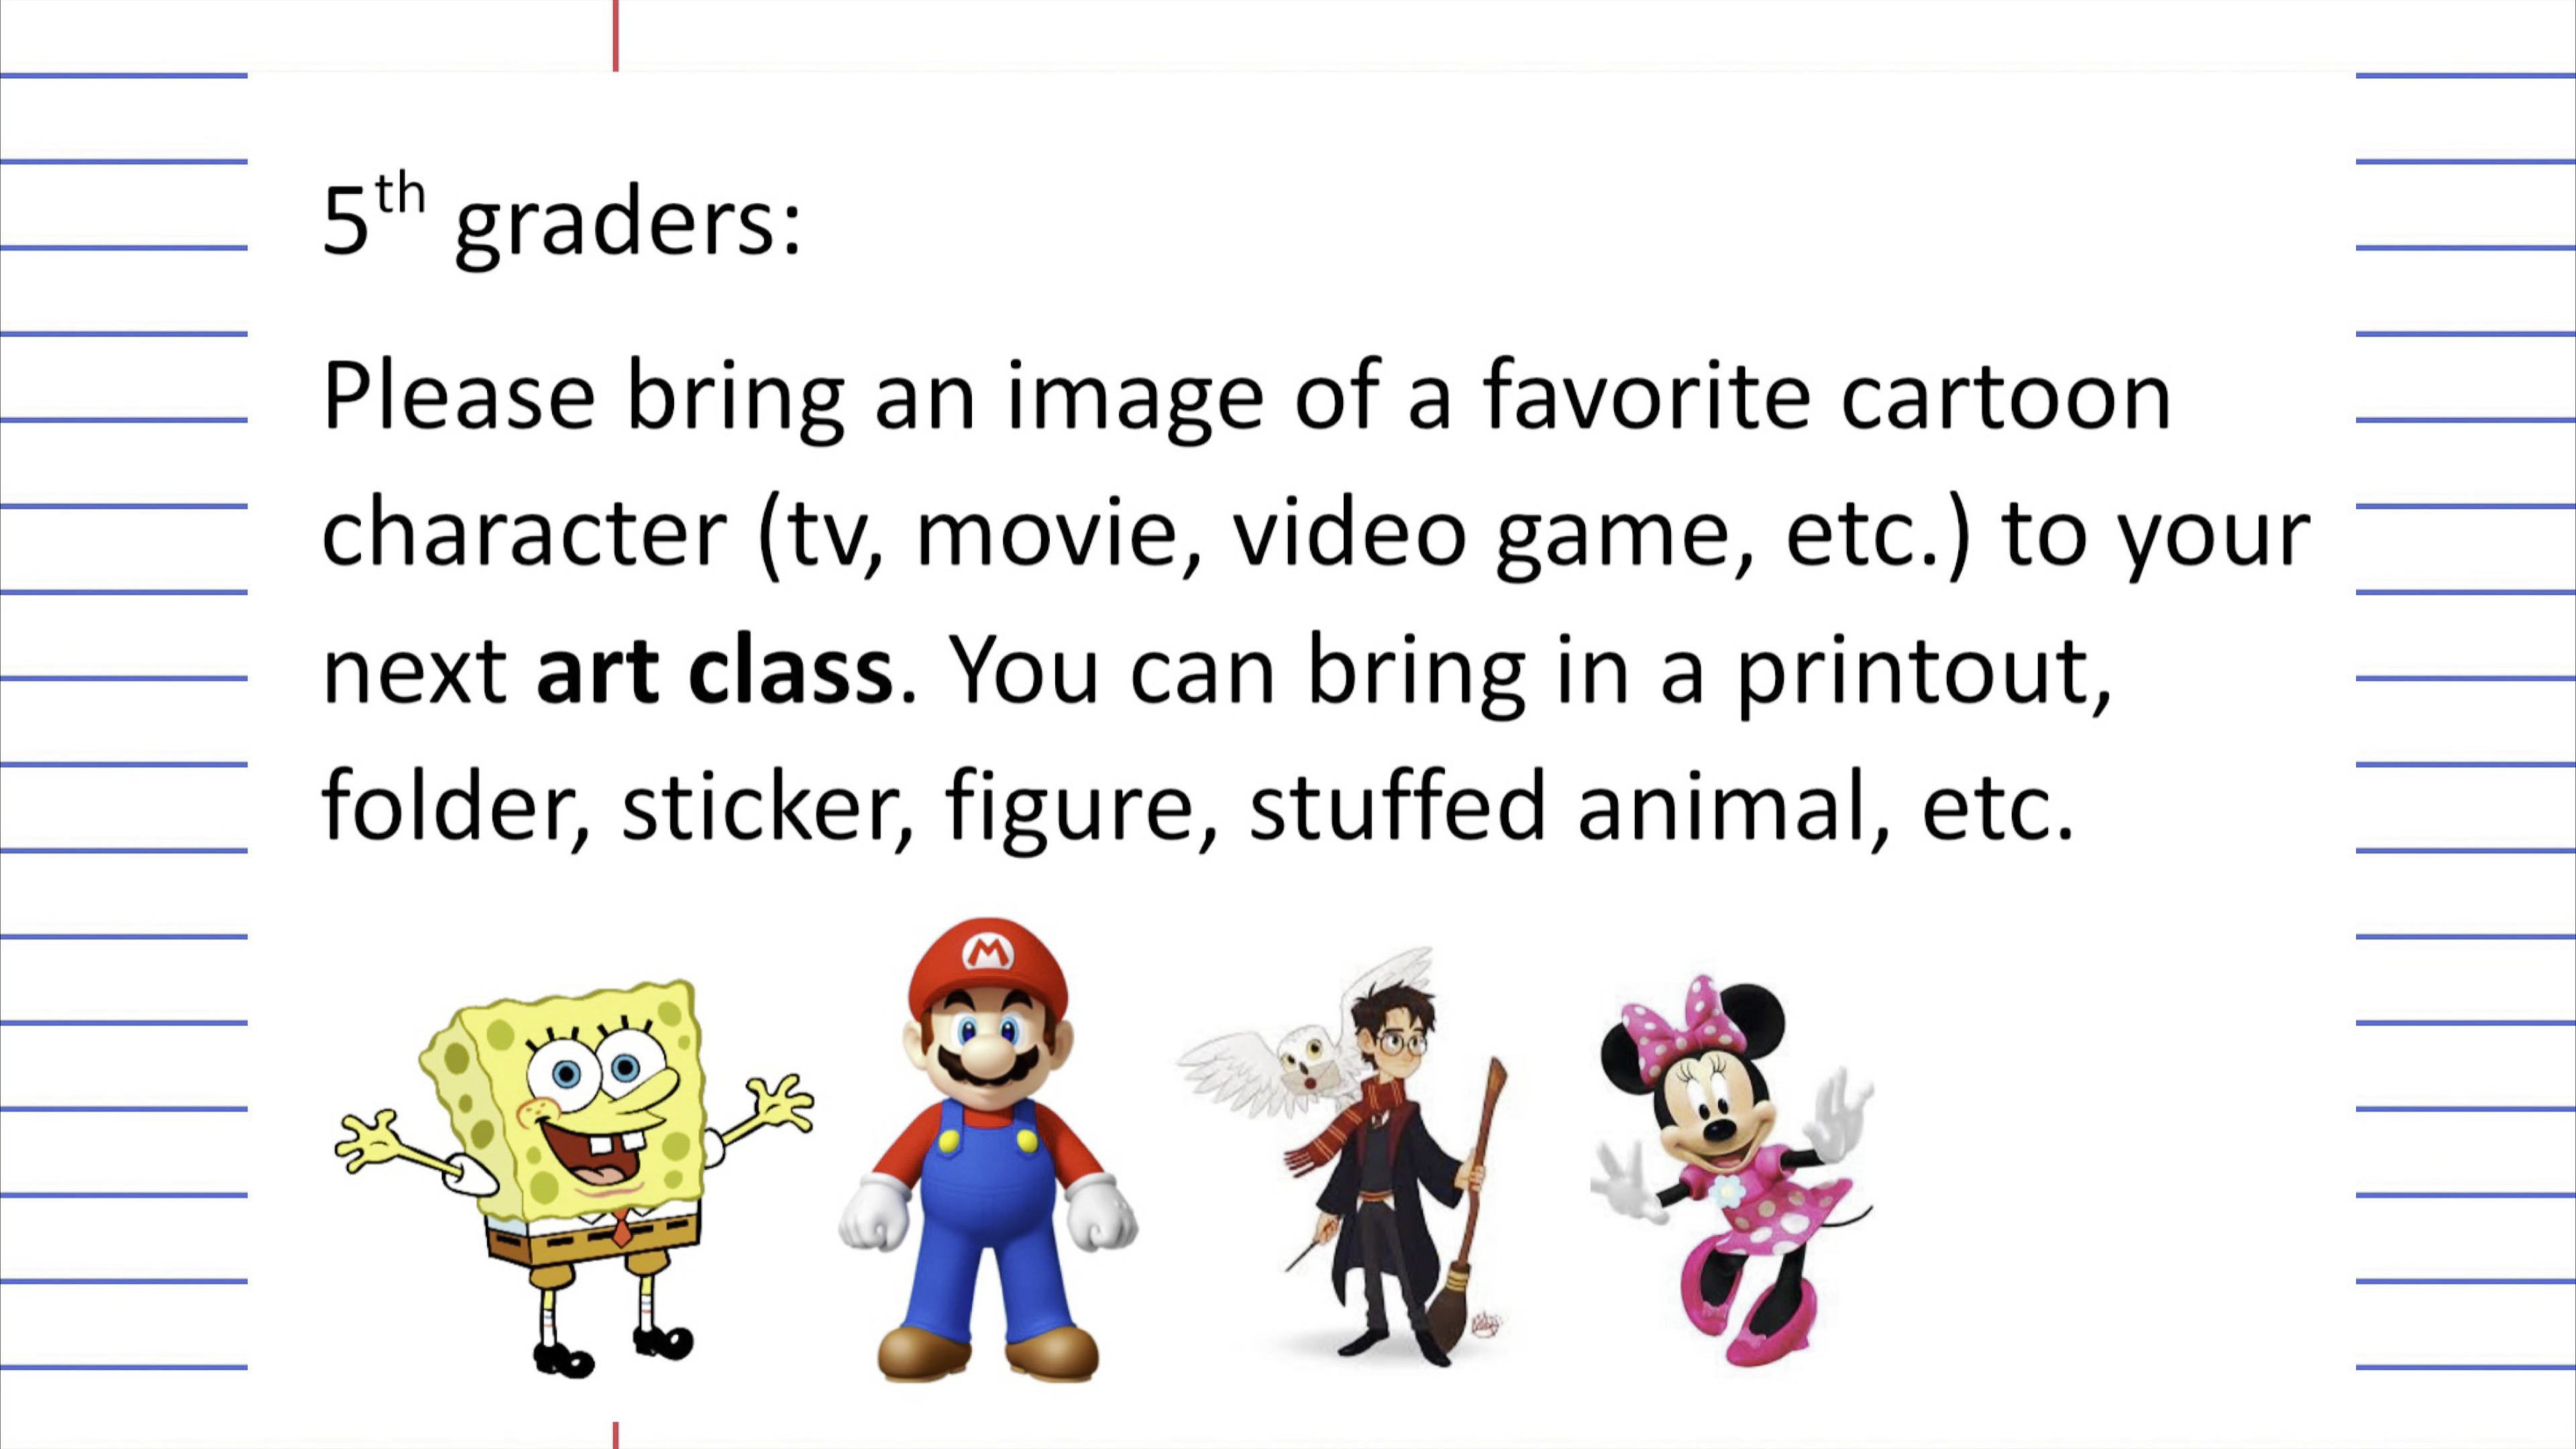 5th graders:
Please bring an image of a favorite cartoon
character (tv, movie, video game, etc.) to your
next art class. You can bring in a printout,
folder, sticker, figure, stuffed animal, etc.
M